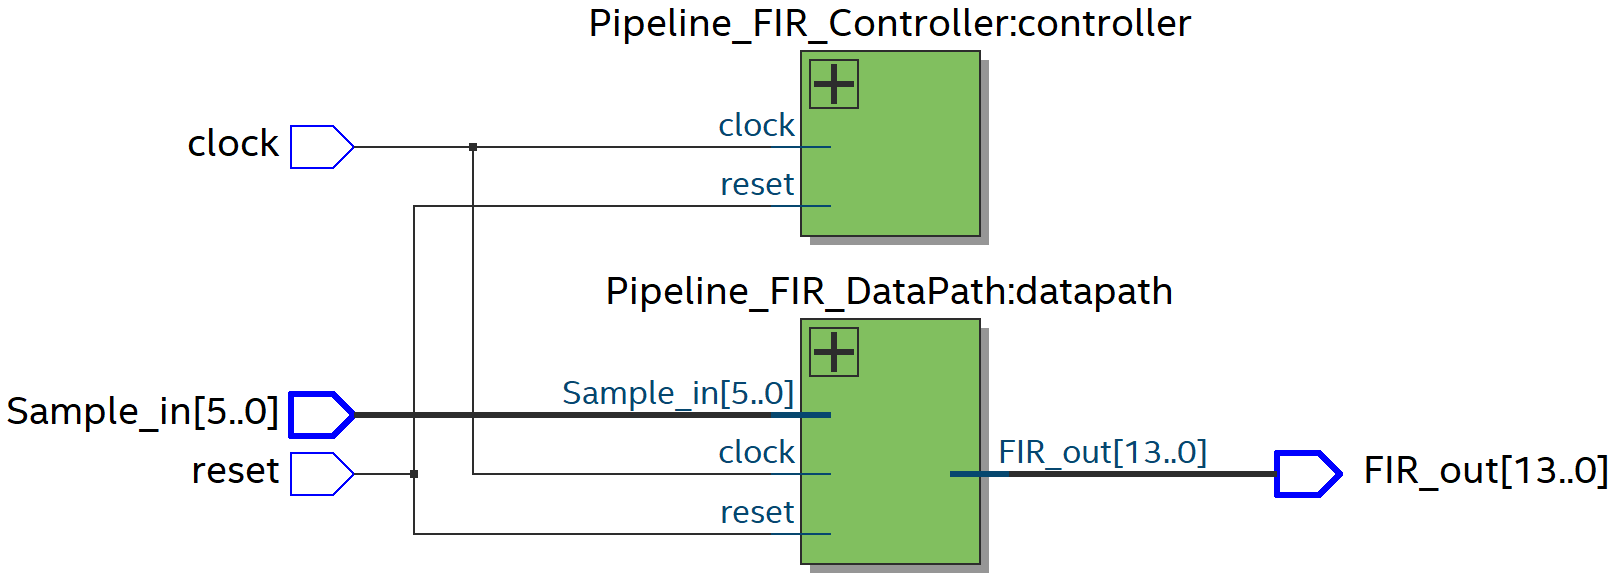 Pipeline_FIR_Controller:controller
clock
clock
reset
Pipeline_FIR_DataPath:datapath
Sample_in[5..0]
Sample_in[5..0]
clock
FIR_out[13..0]
reset
FIR_out[13..0]
reset